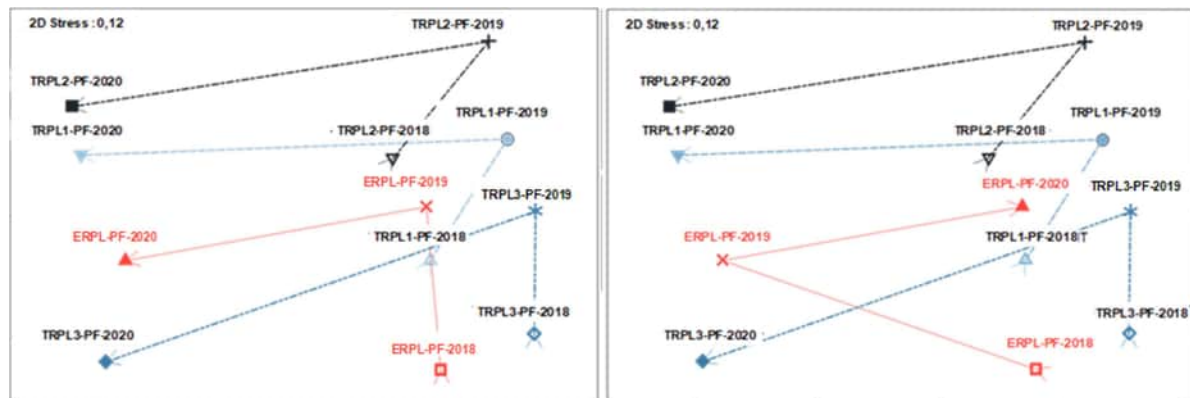 2D Stress : 0,12
TRPL2-PF-2019
TRPL2-PF-2020
TRPL1-PF-2019
TRPL1-PF-2020
TRPL2-PF-2018
ERPL-PF-2019
TRPL3-PF-2019
ERPL-PF-2020
TRPL1-PF-2018
TRPL3-PF-2018
TRPL3-PF-2020
ERPL-PF-2018
2D Stress : 0,12
TRPL2-PF-2019
TRPL2-PF-2020
TRPL1-PF-2019
TRPL1-PF-2020
TRPL2-PF-2018
ERPL-PF-2020
TRPL3-PF-2019
ERPL-PF-2019
TRPL1-PF-2018IT
TRPL3-PF-2018
TRPL3-PF-2020
ERPL-PF-2018